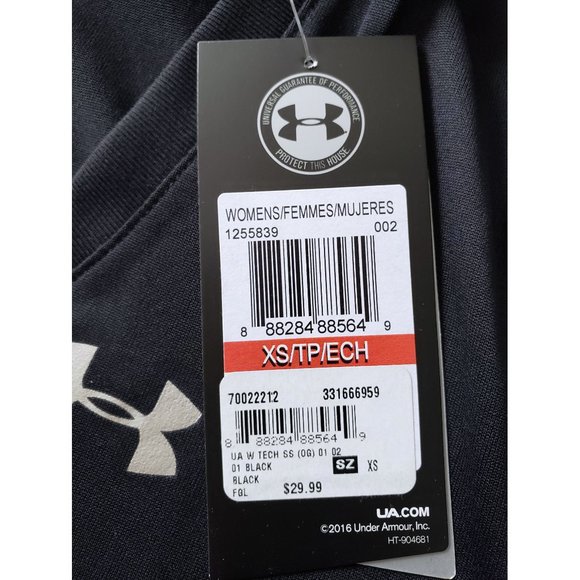 UNIVERSAL GUARANTEE OF PERFORMANCE
PROTECT THIS HOUSE
WOMENS/FEMMES/MUJERES
1255839 002
8 88284 88564 9
XS/TP/ECH
70022212 331666959
8 88284 88564 9
UA W TECH SS (OG) 01 02
01 BLACK SZ XS
BLACK
FGL $29.99
UA.COM
©2016 Under Armour, Inc.
HT-904681